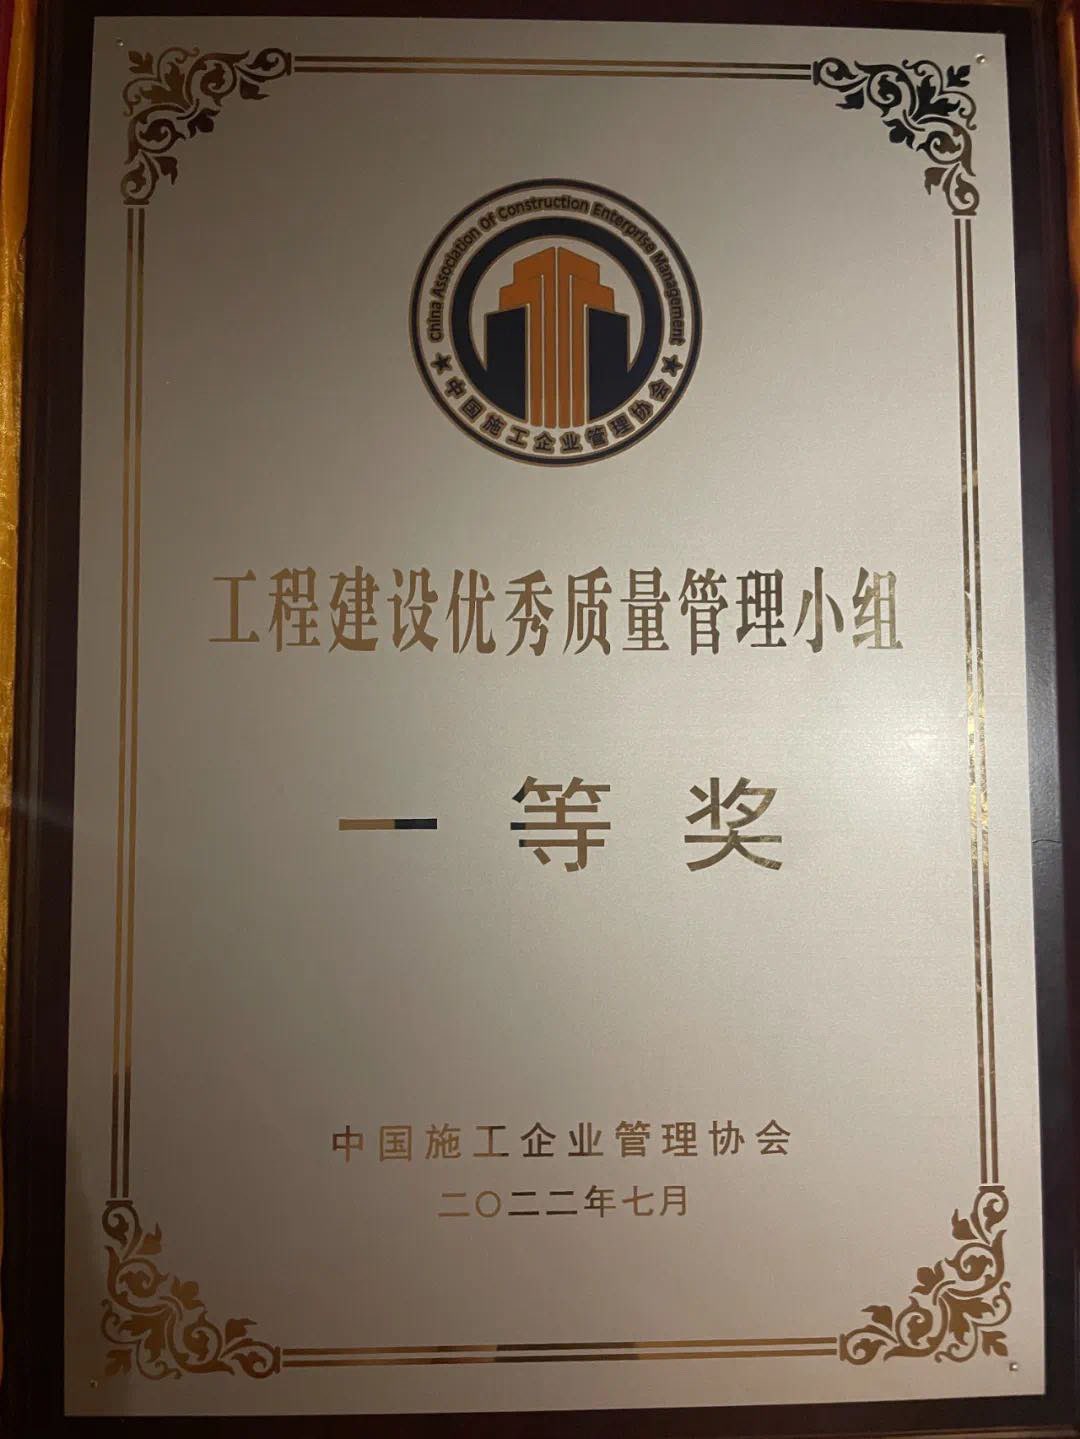 China Association Of Construction Enterprise Management
★中国施工企业管理协会★
工程建设优秀质量管理小组
一等奖
中国施工企业管理协会
二〇二二年七月